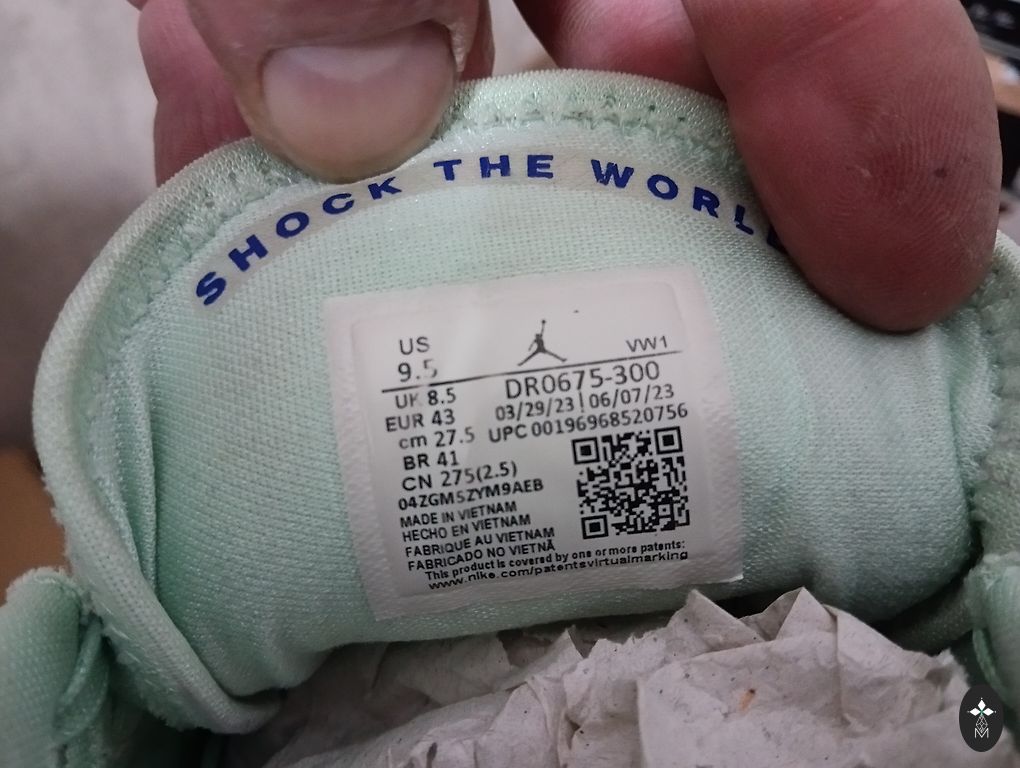 SHOCK THE WORL
US
9.5
VW1
UK 8.5
DR0675-300
EUR 43
03/29/23 | 06/07/23
cm 27.5
UPC 00196968520756
BR 41
CN 275(2.5)
04ZGM5ZYM9AEB
MADE IN VIETNAM
HECHO EN VIETNAM
FABRIQUE AU VIETNAM
FABRICADO NO VIETNÃ
This product is covered by one or more patents:
www.nike.com/patentsvirtualmarking
M